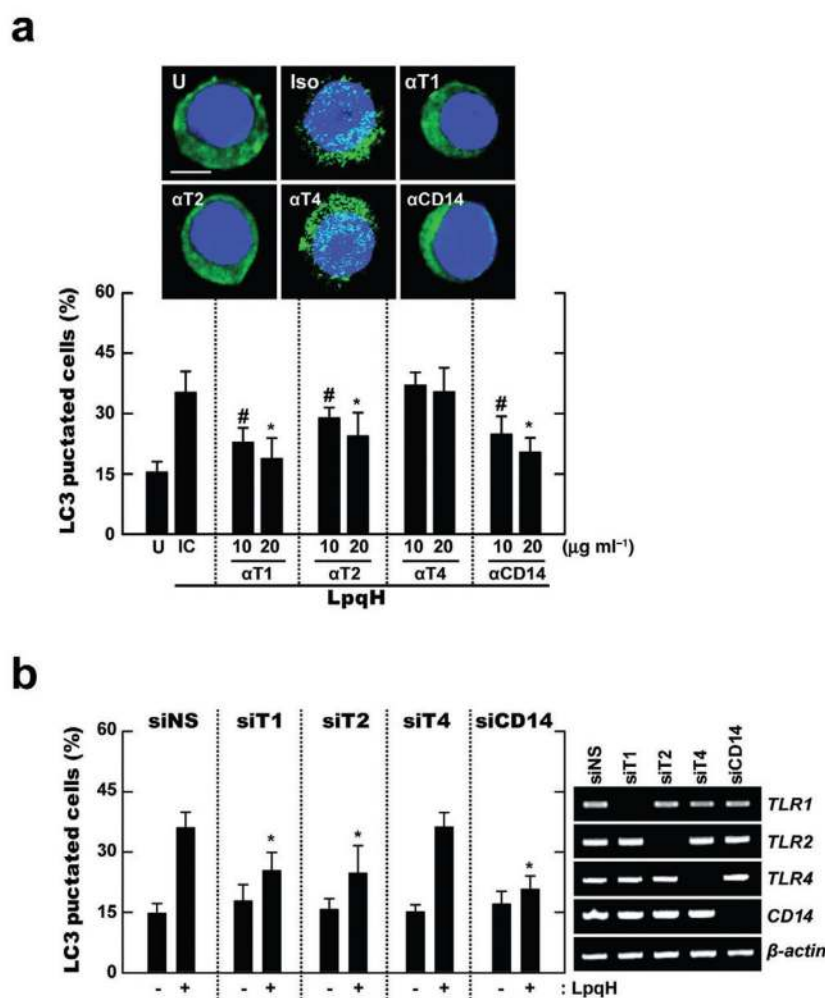 a
U Iso αT1
αT2 αT4 αCD14
LC3 puctated cells (%)
60
45
30
15
0
# * # * # *
U IC 10 20 10 20 10 20 10 20 (μg ml⁻¹)
αT1 αT2 αT4 αCD14
LpqH
b
siNS siT1 siT2 siT4 siCD14
LC3 puctated cells (%)
60
45
30
15
0
* * *
- + - + - + - + - + : LpqH
siNS siT1 siT2 siT4 siCD14
TLR1
TLR2
TLR4
CD14
β-actin